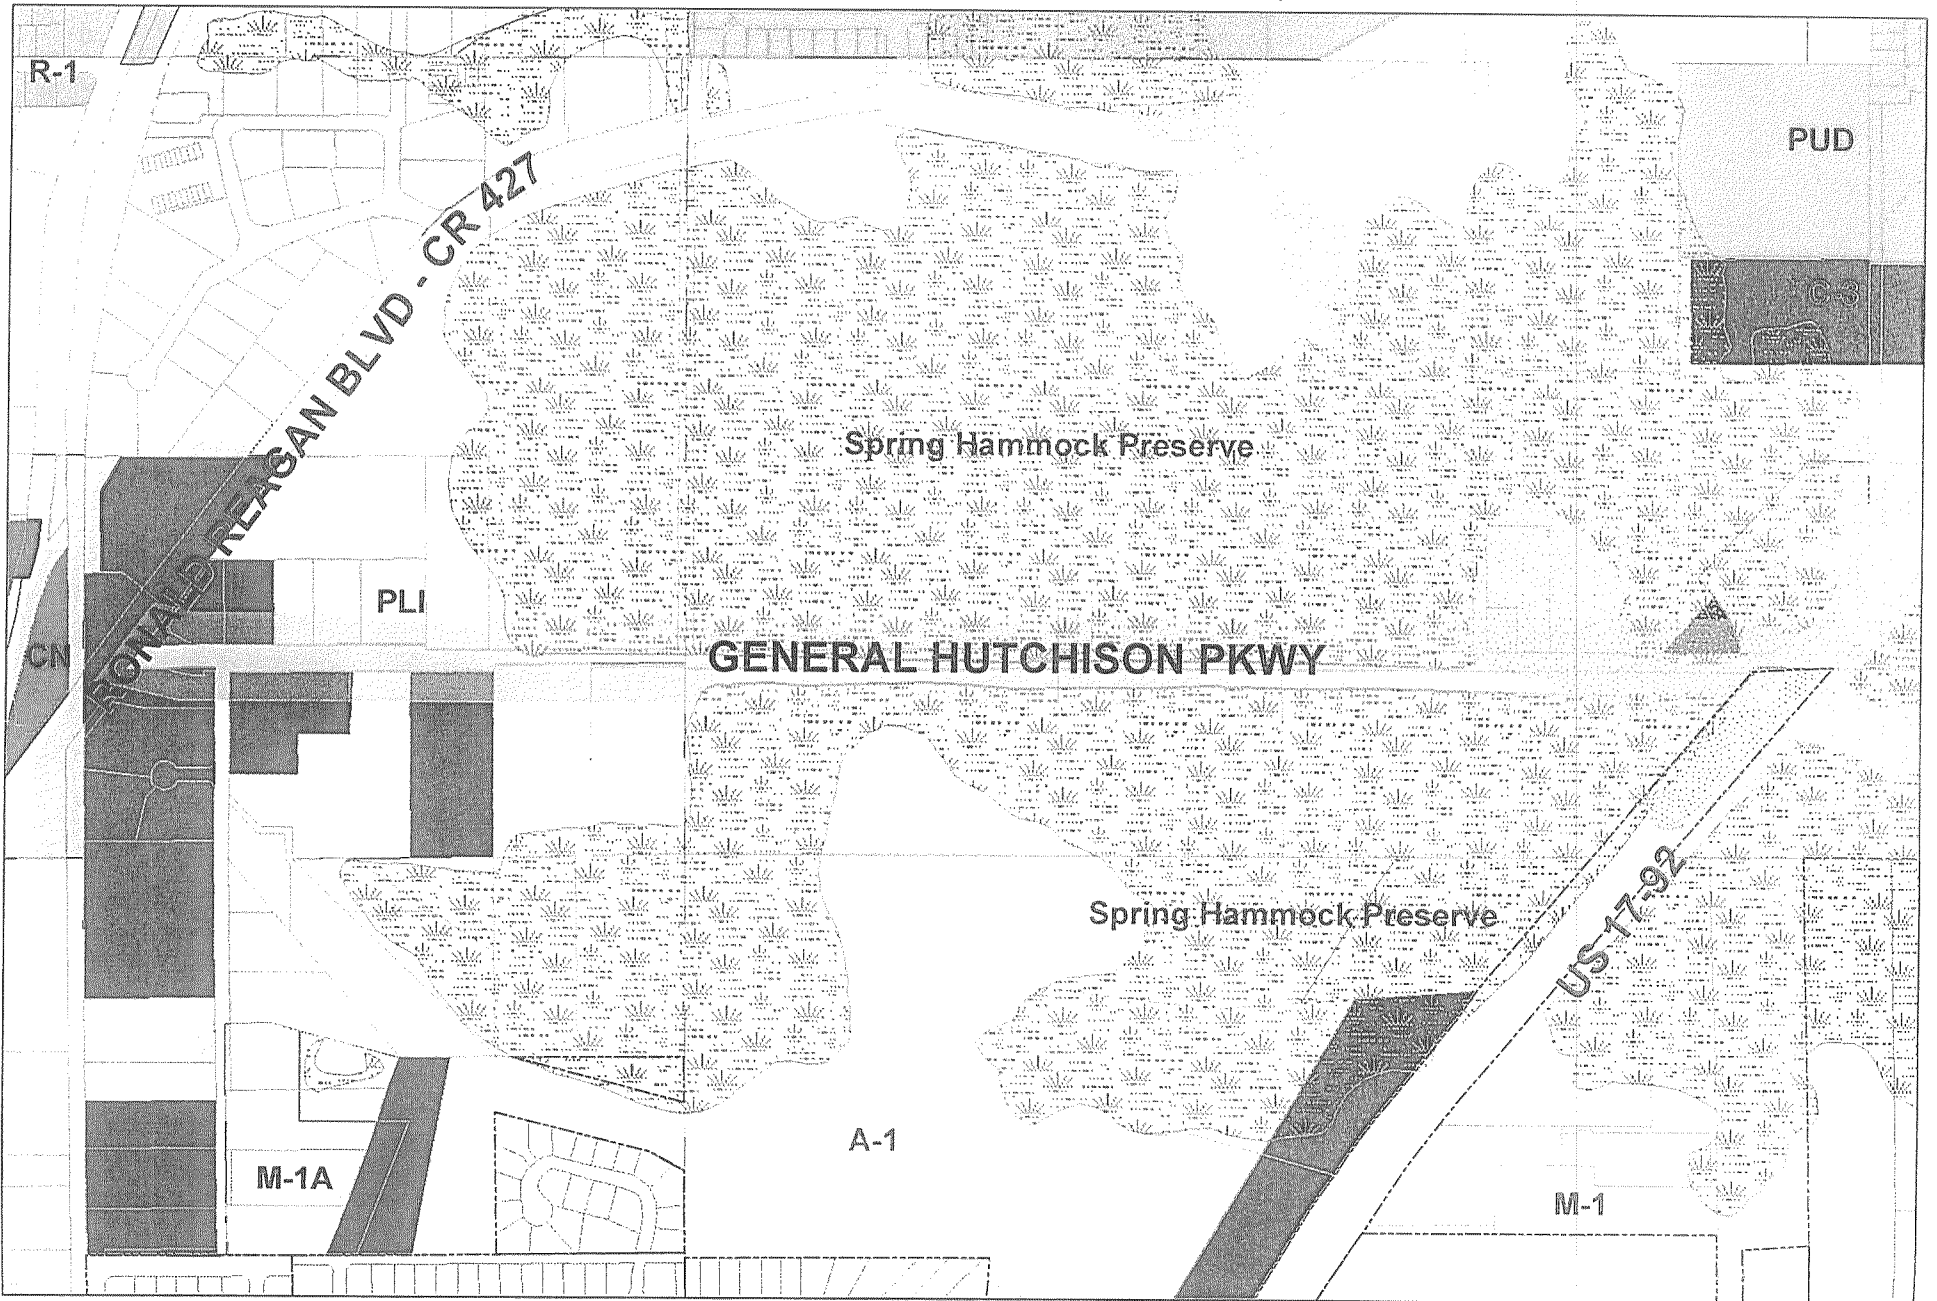 R-1
PUD
RONALD REAGAN BLVD - CR 427
C-3
Spring Hammock Preserve
PLI
CN
GENERAL HUTCHISON PKWY
Spring Hammock Preserve
US 17-92
A-1
M-1A
M-1